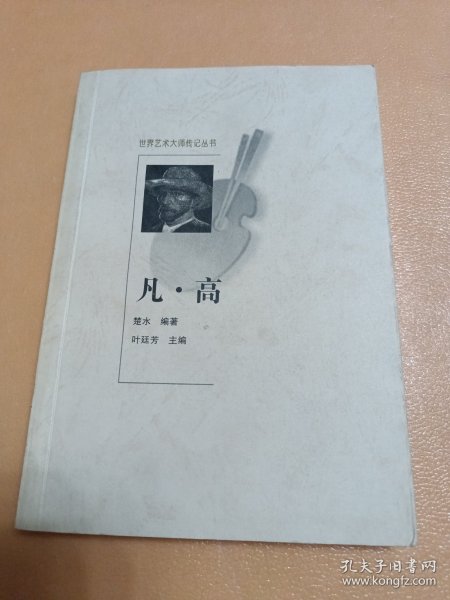 世界艺术大师传记丛书
凡·高
楚水 编著
叶廷芳 主编
孔夫子旧书网
www.kongfz.com